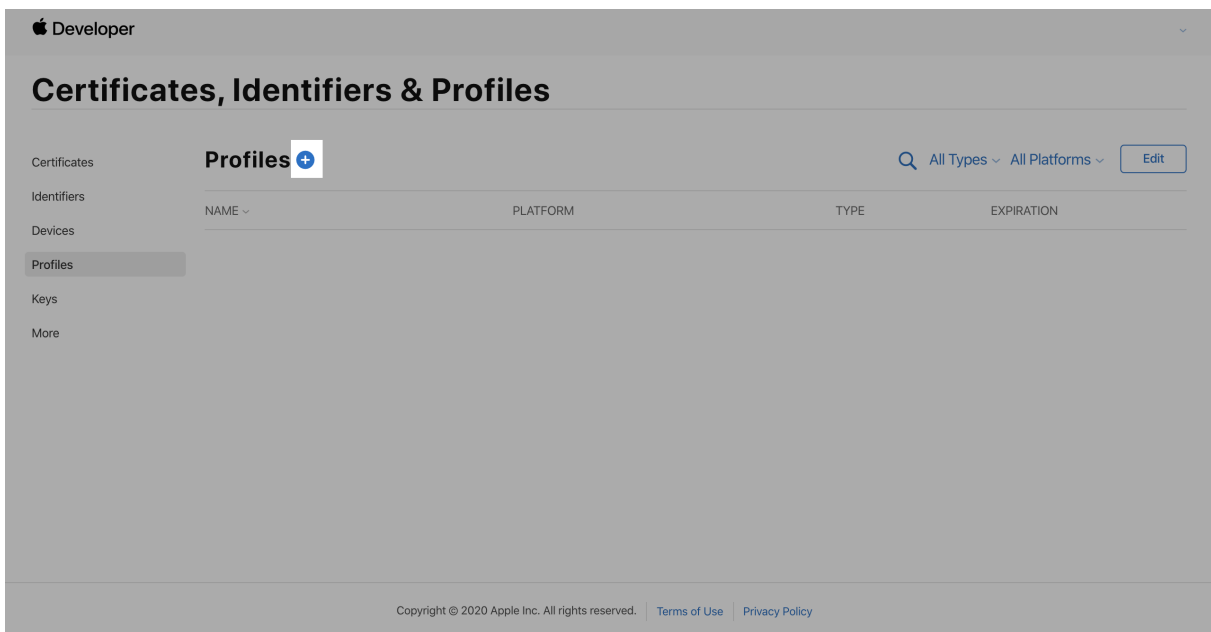 Developer
Certificates, Identifiers & Profiles
Certificates
Identifiers
Devices
Profiles
Keys
More
Profiles
All Types All Platforms Edit
NAME PLATFORM TYPE EXPIRATION
Copyright © 2020 Apple Inc. All rights reserved. Terms of Use Privacy Policy